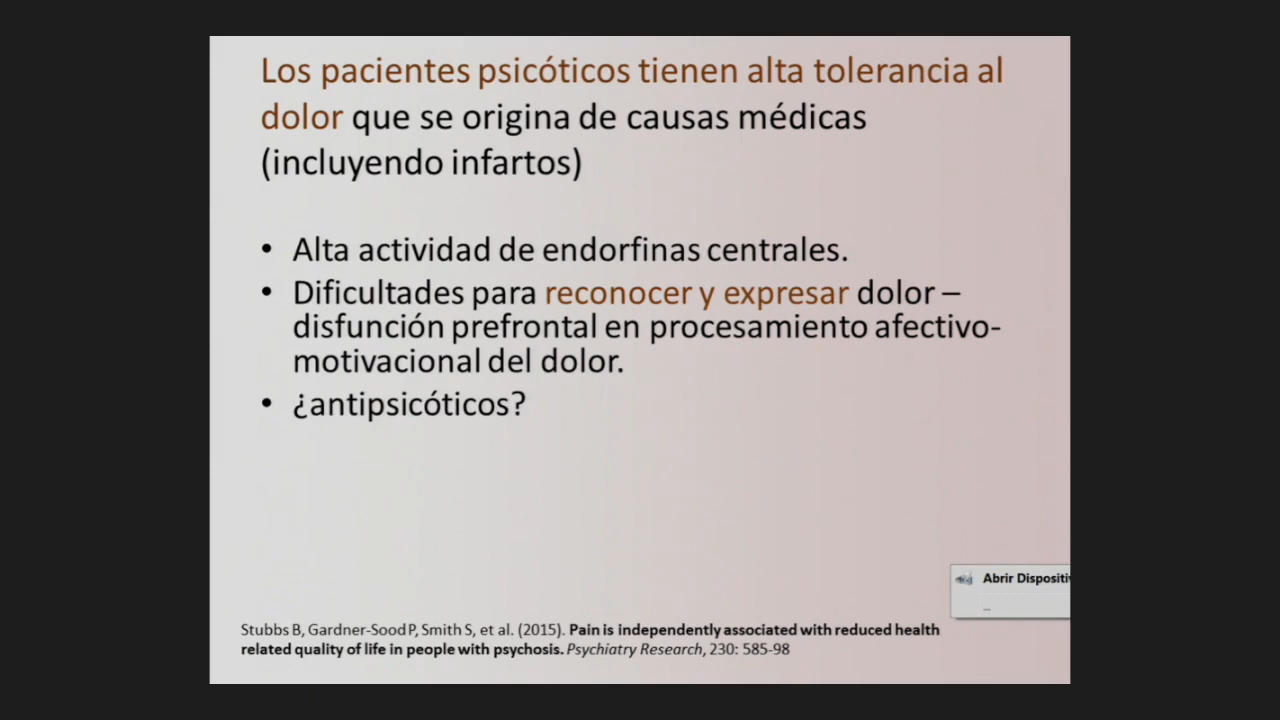 Los pacientes psicóticos tienen alta tolerancia al
dolor que se origina de causas médicas
(incluyendo infartos)
• Alta actividad de endorfinas centrales.
• Dificultades para reconocer y expresar dolor –
disfunción prefrontal en procesamiento afectivo-
motivacional del dolor.
• ¿antipsicóticos?
Abrir Dispositiv
...
Stubbs B, Gardner-Sood P, Smith S, et al. (2015). Pain is independently associated with reduced health
related quality of life in people with psychosis. Psychiatry Research, 230: 585-98